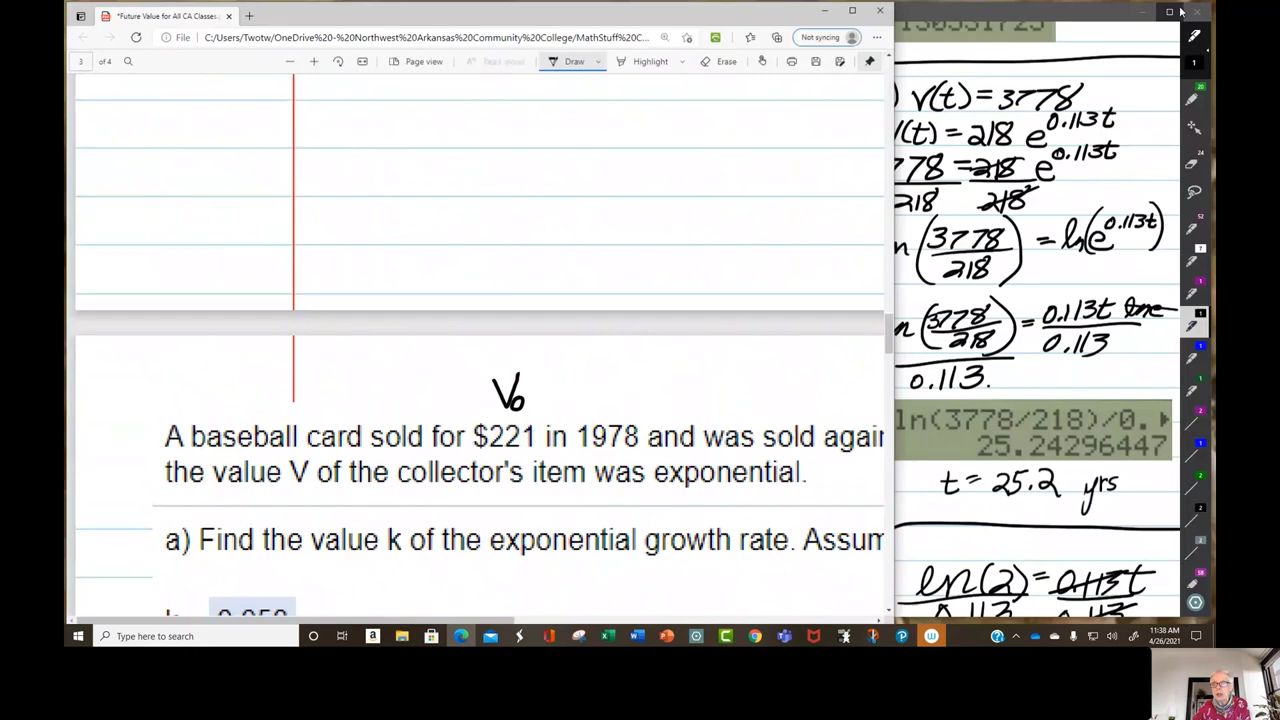 *Future Value for All CA Classes
File
C:/Users/Twotw/OneDrive%20-%20Northwest%20Arkansas%20Community%20College/MathStuff%20C...
Not syncing
3 of 4
Page view
Read aloud
Draw
Highlight
Erase
V₀
A baseball card sold for $221 in 1978 and was sold again
the value V of the collector's item was exponential.
a) Find the value k of the exponential growth rate. Assum
) V(t) = 3778
V(t) = 218 e^0.113t
778 = 218 e^0.113t
218 218
n(3778/218) = ln(e^0.113t)
n(3778/218) = 0.113t lne
0.113. 0.113
ln(3778/218)/0.
25.24296447
t = 25.2 yrs
ln(2) = 0.113t
0.113 0.113
Type here to search
11:38 AM
4/26/2021